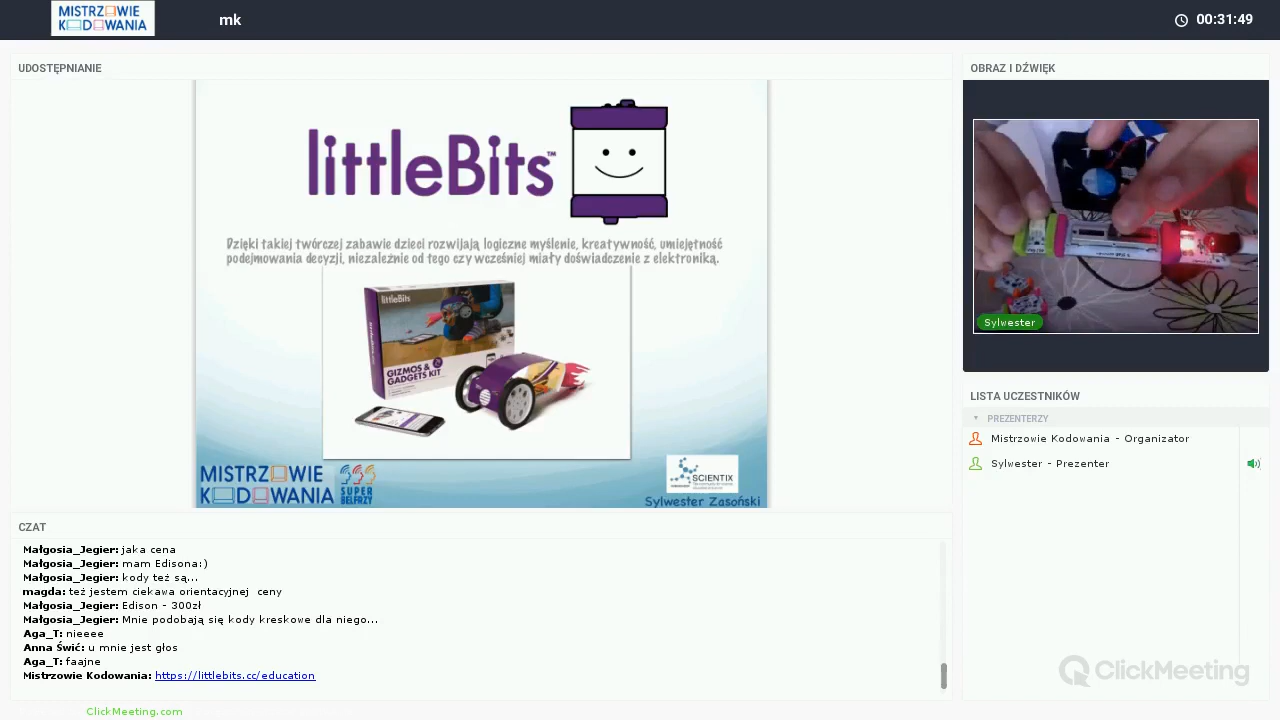 MISTRZOWIE
KODOWANIA
mk
00:31:49
UDOSTĘPNIANIE
littleBits™
Dzięki takiej twórczej zabawie dzieci rozwijają logiczne myślenie, kreatywność, umiejętność
podejmowania decyzji, niezależnie od tego czy wcześniej miały doświadczenie z elektroniką.
littleBits
GIZMOS &
GADGETS KIT
MISTRZOWIE
KODOWANIA
SUPER
BELFRZY
SCIENTIX
Sylwester Zasoński
OBRAZ I DŹWIĘK
Sylwester
LISTA UCZESTNIKÓW
PREZENTERZY
Mistrzowie Kodowania - Organizator
Sylwester - Prezenter
CZAT
Małgosia_Jegier: jaka cena
Małgosia_Jegier: mam Edisona:)
Małgosia_Jegier: kody też są...
magda: też jestem ciekawa orientacyjnej  ceny
Małgosia_Jegier: Edison - 300zł
Małgosia_Jegier: Mnie podobają się kody kreskowe dla niego...
Aga_T: nieeee
Anna Świć: u mnie jest głos
Aga_T: faajne
Mistrzowie Kodowania: https://littlebits.cc/education
ClickMeeting
ClickMeeting.com